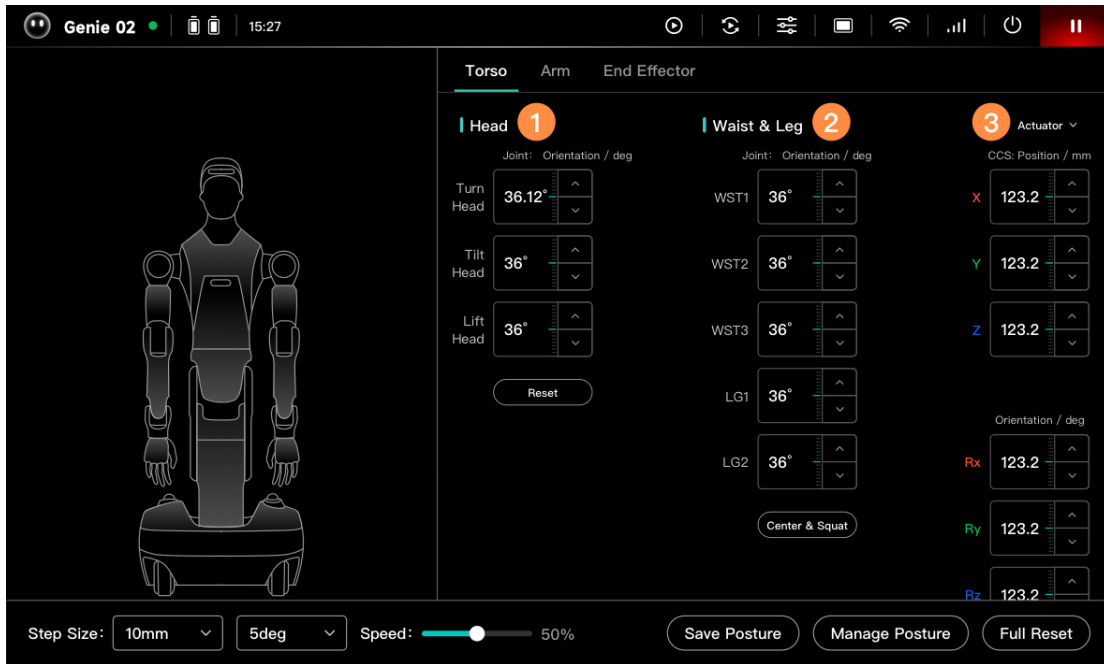 Genie 02
15:27
Torso Arm End Effector
Head 1
Joint: Orientation / deg
Turn Head 36.12°
Tilt Head 36°
Lift Head 36°
Reset
Waist & Leg 2
Joint: Orientation / deg
WST1 36°
WST2 36°
WST3 36°
LG1 36°
LG2 36°
Center & Squat
3 Actuator
CCS: Position / mm
X 123.2
Y 123.2
Z 123.2
Orientation / deg
Rx 123.2
Ry 123.2
Rz 123.2
Step Size: 10mm 5deg Speed: 50% Save Posture Manage Posture Full Reset